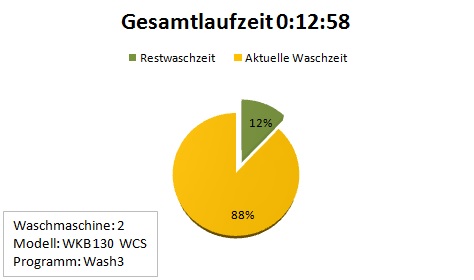 Gesamtlaufzeit 0:12:58
Restwaschzeit Aktuelle Waschzeit
12%
88%
Waschmaschine: 2
Modell: WKB130 WCS
Programm: Wash3